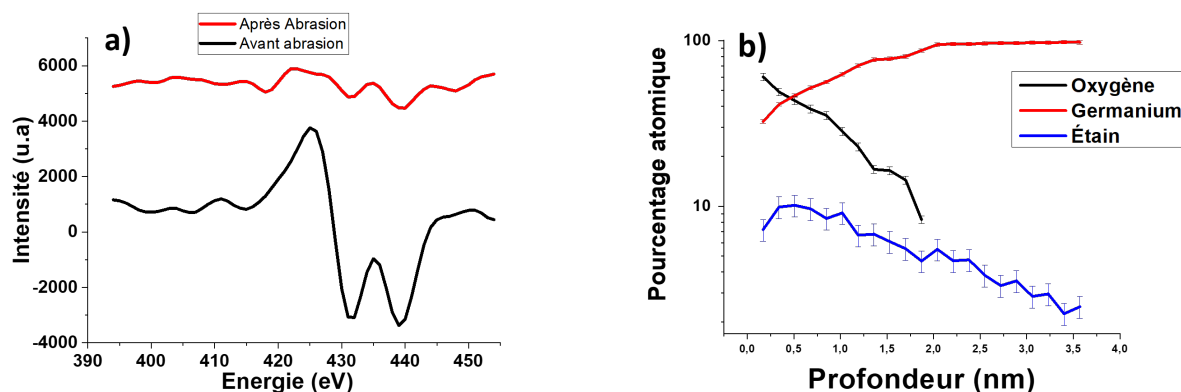 a)
Après Abrasion
Avant abrasion
Intensité (u.a)
6000
4000
2000
0
-2000
-4000
390 400 410 420 430 440 450
Energie (eV)
b)
Oxygène
Germanium
Étain
Pourcentage atomique
100
10
0,0 0,5 1,0 1,5 2,0 2,5 3,0 3,5 4,0
Profondeur (nm)